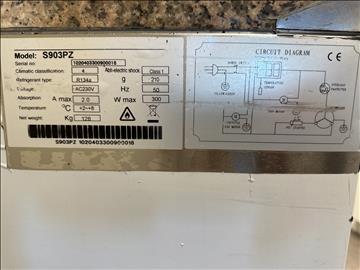 Model: S903PZ
Serial no: 1020403300900018
Climatic classification: 4 Anti-electric shock: Class 1
Refrigerant type: R134a g 210
Voltage: AC230V Hz 50
Absorption: A max 2.0 W max 300
Temperature ℃ +2~+8
Net weight: Kg 128
S903PZ 1020403300900018
CIRCUIT DIAGRAM
CE